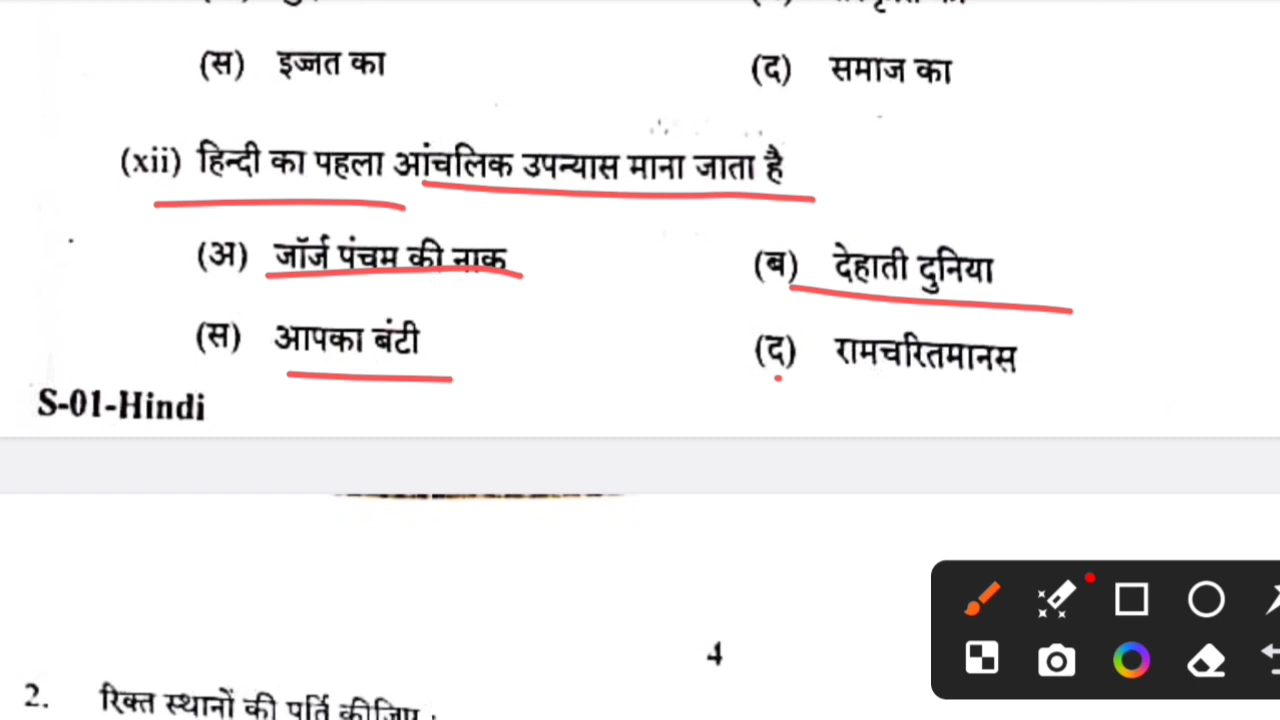 (स) इज्जत का (द) समाज का
(xii) हिन्दी का पहला आंचलिक उपन्यास माना जाता है
(अ) जॉर्ज पंचम की नाक (ब) देहाती दुनिया
(स) आपका बंटी (द) रामचरितमानस
S-01-Hindi
4
2. रिक्त स्थानों की पूर्ति कीजिए :